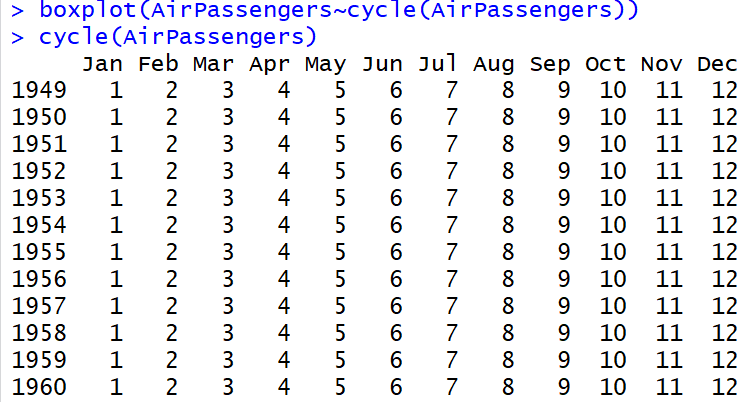 > boxplot(AirPassengers~cycle(AirPassengers))
> cycle(AirPassengers)
     Jan Feb Mar Apr May Jun Jul Aug Sep Oct Nov Dec
1949   1   2   3   4   5   6   7   8   9  10  11  12
1950   1   2   3   4   5   6   7   8   9  10  11  12
1951   1   2   3   4   5   6   7   8   9  10  11  12
1952   1   2   3   4   5   6   7   8   9  10  11  12
1953   1   2   3   4   5   6   7   8   9  10  11  12
1954   1   2   3   4   5   6   7   8   9  10  11  12
1955   1   2   3   4   5   6   7   8   9  10  11  12
1956   1   2   3   4   5   6   7   8   9  10  11  12
1957   1   2   3   4   5   6   7   8   9  10  11  12
1958   1   2   3   4   5   6   7   8   9  10  11  12
1959   1   2   3   4   5   6   7   8   9  10  11  12
1960   1   2   3   4   5   6   7   8   9  10  11  12